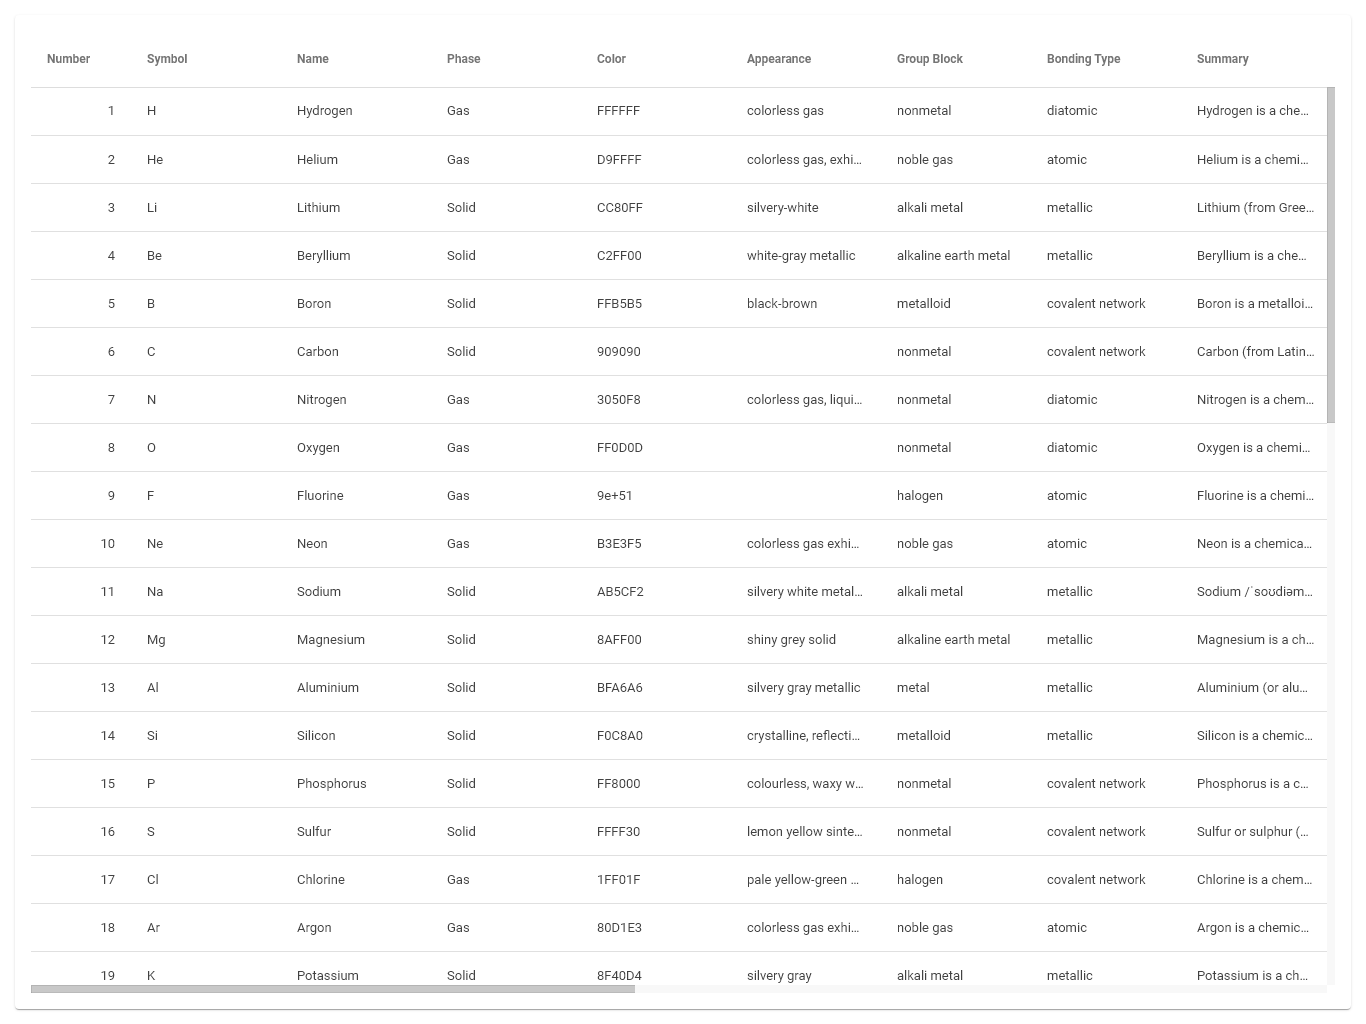 Number Symbol Name Phase Color Appearance Group Block Bonding Type Summary
1 H Hydrogen Gas FFFFFF colorless gas nonmetal diatomic Hydrogen is a che...
2 He Helium Gas D9FFFF colorless gas, exhi... noble gas atomic Helium is a chemi...
3 Li Lithium Solid CC80FF silvery-white alkali metal metallic Lithium (from Gree...
4 Be Beryllium Solid C2FF00 white-gray metallic alkaline earth metal metallic Beryllium is a che...
5 B Boron Solid FFB5B5 black-brown metalloid covalent network Boron is a metalloi...
6 C Carbon Solid 909090 nonmetal covalent network Carbon (from Latin...
7 N Nitrogen Gas 3050F8 colorless gas, liqui... nonmetal diatomic Nitrogen is a chem...
8 O Oxygen Gas FF0D0D nonmetal diatomic Oxygen is a chemi...
9 F Fluorine Gas 9e+51 halogen atomic Fluorine is a chemi...
10 Ne Neon Gas B3E3F5 colorless gas exhi... noble gas atomic Neon is a chemica...
11 Na Sodium Solid AB5CF2 silvery white metal... alkali metal metallic Sodium /ˈsoʊdiəm...
12 Mg Magnesium Solid 8AFF00 shiny grey solid alkaline earth metal metallic Magnesium is a ch...
13 Al Aluminium Solid BFA6A6 silvery gray metallic metal metallic Aluminium (or alu...
14 Si Silicon Solid F0C8A0 crystalline, reflecti... metalloid metallic Silicon is a chemic...
15 P Phosphorus Solid FF8000 colourless, waxy w... nonmetal covalent network Phosphorus is a c...
16 S Sulfur Solid FFFF30 lemon yellow sinte... nonmetal covalent network Sulfur or sulphur (...
17 Cl Chlorine Gas 1FF01F pale yellow-green ... halogen covalent network Chlorine is a chem...
18 Ar Argon Gas 80D1E3 colorless gas exhi... noble gas atomic Argon is a chemic...
19 K Potassium Solid 8F40D4 silvery gray alkali metal metallic Potassium is a ch...